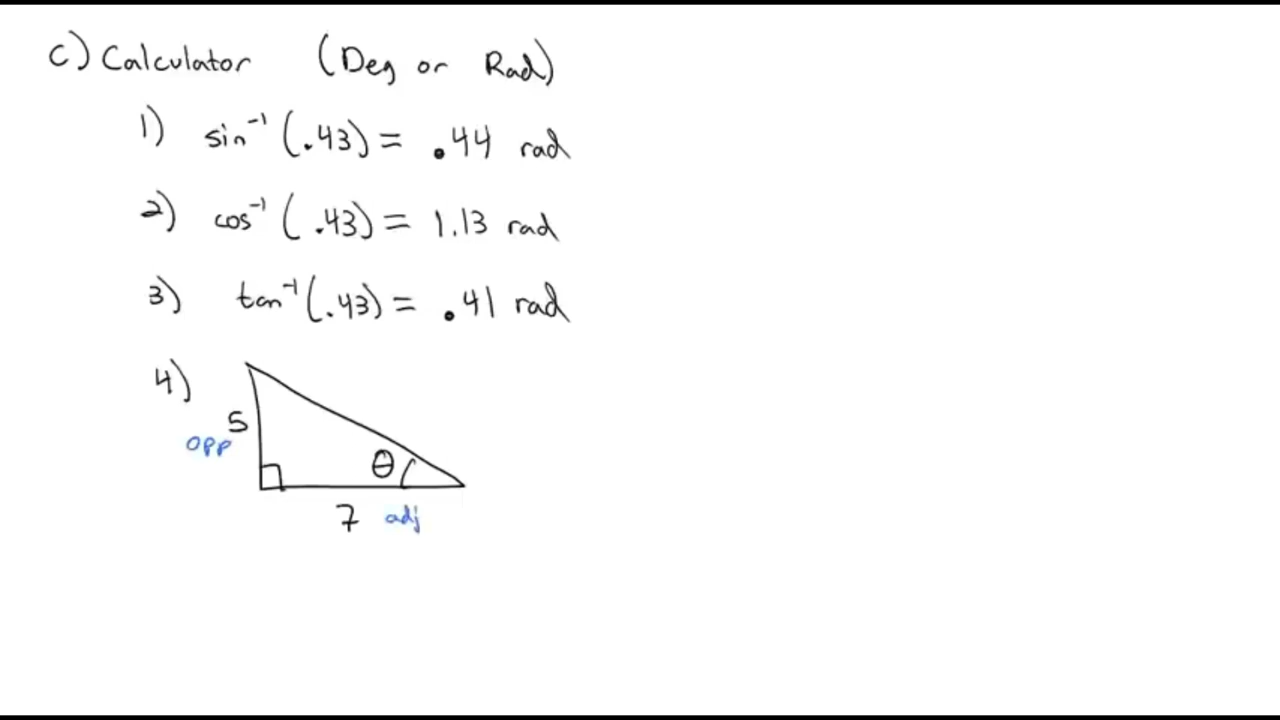 C) Calculator (Deg or Rad)
1) sin⁻¹ (.43) = .44 rad
2) cos⁻¹ (.43) = 1.13 rad
3) tan⁻¹ (.43) = .41 rad
4)
5
opp
θ
7 adj